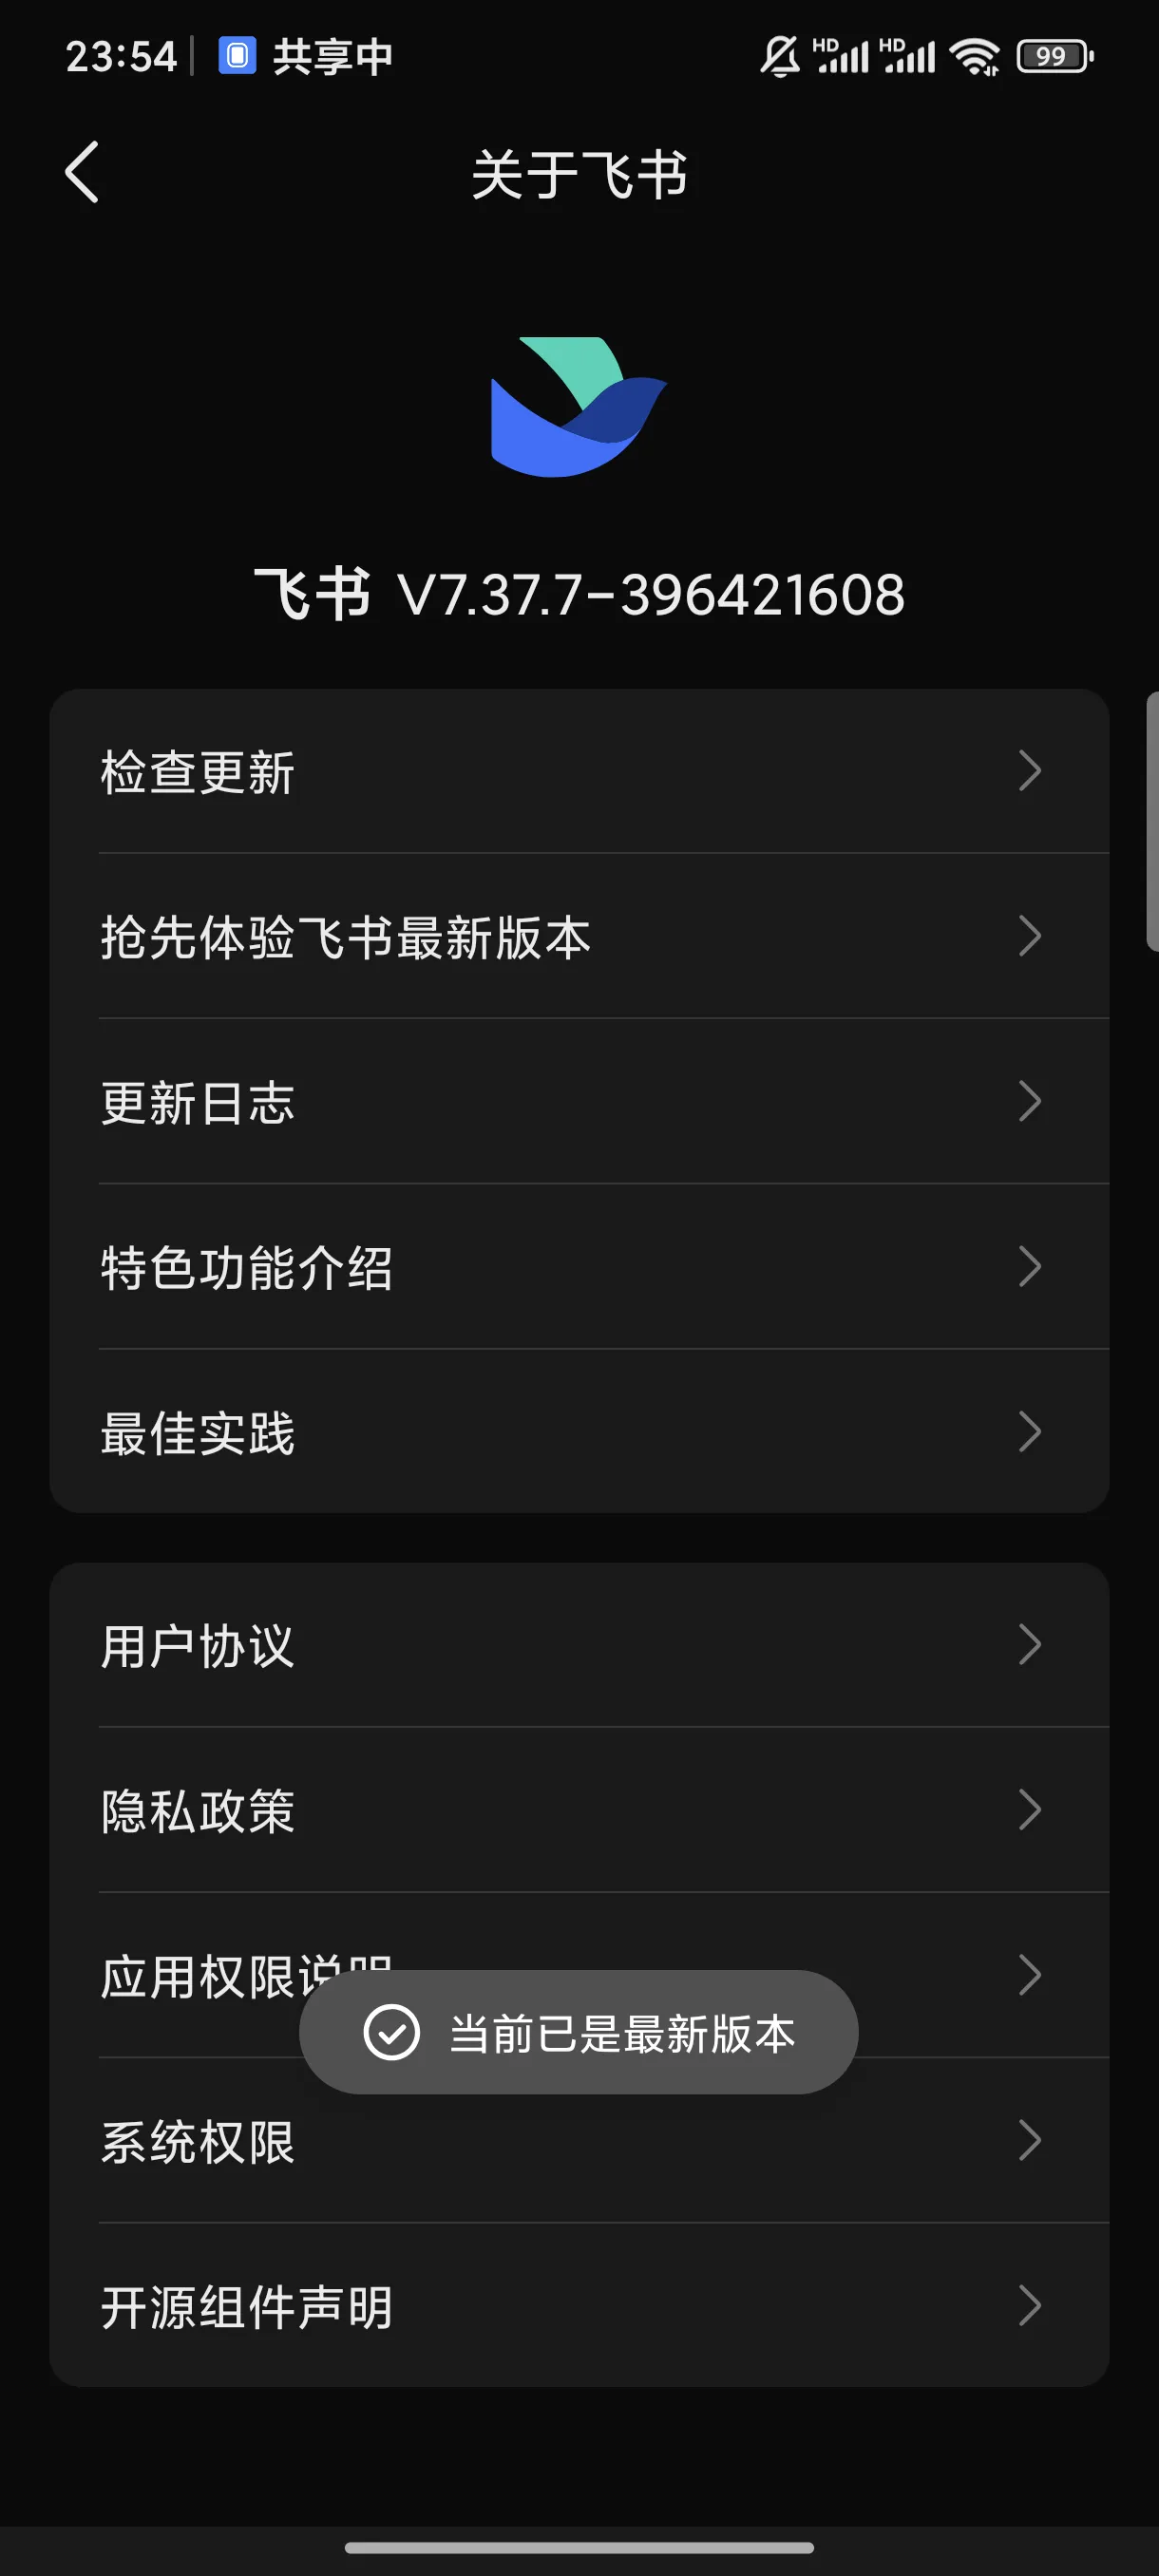 23:54 共享中 HD HD 99
关于飞书
飞书 V7.37.7-396421608
检查更新
抢先体验飞书最新版本
更新日志
特色功能介绍
最佳实践
用户协议
隐私政策
应用权限说明
当前已是最新版本
系统权限
开源组件声明